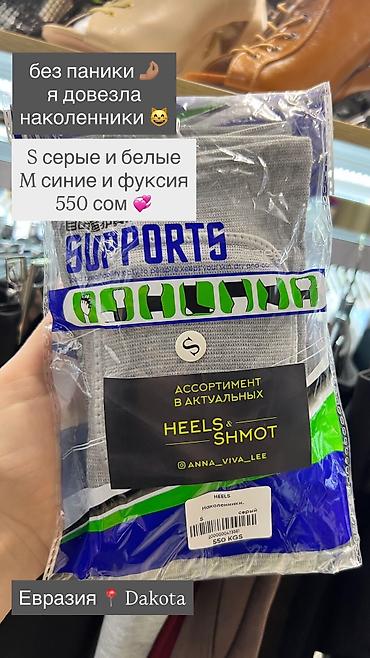 без паники 🤌🏽
я довезла
наколенники 😸
S серые и белые
M синие и фуксия
550 сом 💞
SUPPORTS
S
АССОРТИМЕНТ
В АКТУАЛЬНЫХ
HEELS &
SHMOT
ANNA_VIVA_LEE
HEELS
Наколенники,
S серый
550 KGS
Евразия 📍 Dakota